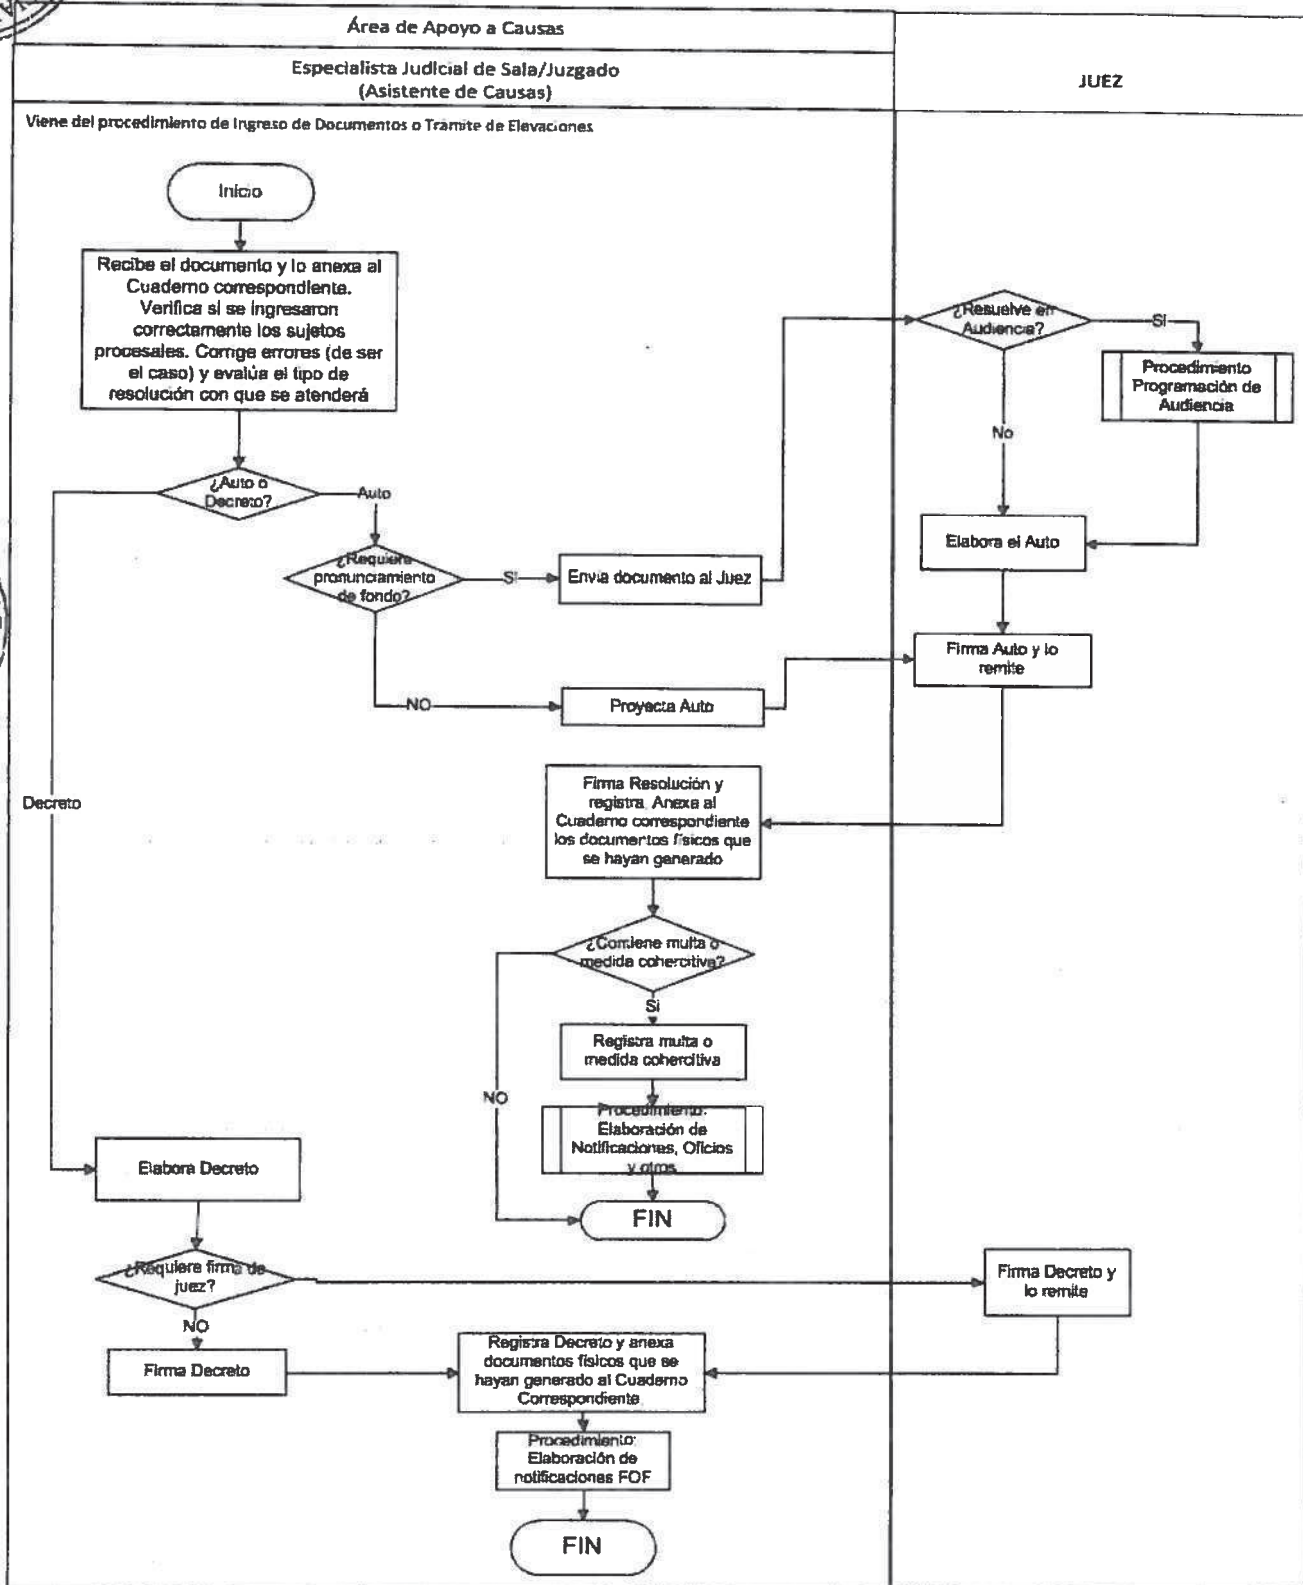 Área de Apoyo a Causas
Especialista Judicial de Sala/Juzgado
(Asistente de Causas)
JUEZ
Viene del procedimiento de Ingreso de Documentos o Tramite de Elevaciones
Inicio
Recibe el documento y lo anexa al
Cuaderno correspondiente.
Verifica si se ingresaron
correctamente los sujetos
procesales. Corrige errores (de ser
el caso) y evalúa el tipo de
resolución con que se atenderá
¿Resuelve en
Audiencia?
Si
Procedimiento
Programación de
Audiencia
No
¿Auto o
Decreto?
Auto
¿Requiere
pronunciamiento
de fondo?
Si
Envia documento al Juez
Elabora el Auto
Firma Auto y lo
remite
NO
Proyecta Auto
Decreto
Firma Resolución y
registra. Anexa al
Cuaderno correspondiente
los documentos físicos que
se hayan generado
¿Contiene multa o
medida cohercitiva?
Si
Registra multa o
medida cohercitiva
NO
Procedimiento:
Elaboración de
Notificaciones, Oficios
y otros
FIN
Elabora Decreto
¿Requiere firma de
juez?
Firma Decreto y
lo remite
NO
Firma Decreto
Registra Decreto y anexa
documentos físicos que se
hayan generado al Cuaderno
Correspondiente
Procedimiento:
Elaboración de
notificaciones FOF
FIN